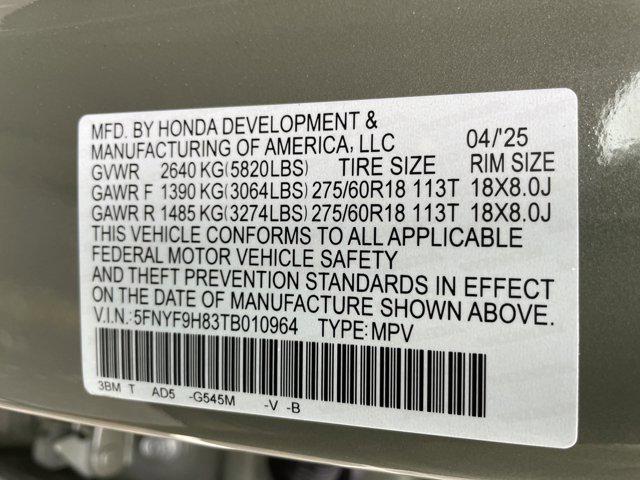 MFD. BY HONDA DEVELOPMENT &
MANUFACTURING OF AMERICA, LLC 04/'25
GVWR 2640 KG(5820LBS) TIRE SIZE RIM SIZE
GAWR F 1390 KG(3064LBS) 275/60R18 113T 18X8.0J
GAWR R 1485 KG(3274LBS) 275/60R18 113T 18X8.0J
THIS VEHICLE CONFORMS TO ALL APPLICABLE
FEDERAL MOTOR VEHICLE SAFETY
AND THEFT PREVENTION STANDARDS IN EFFECT
ON THE DATE OF MANUFACTURE SHOWN ABOVE.
V.I.N.:5FNYF9H83TB010964 TYPE:MPV
3BM T AD5 -G545M -V -B